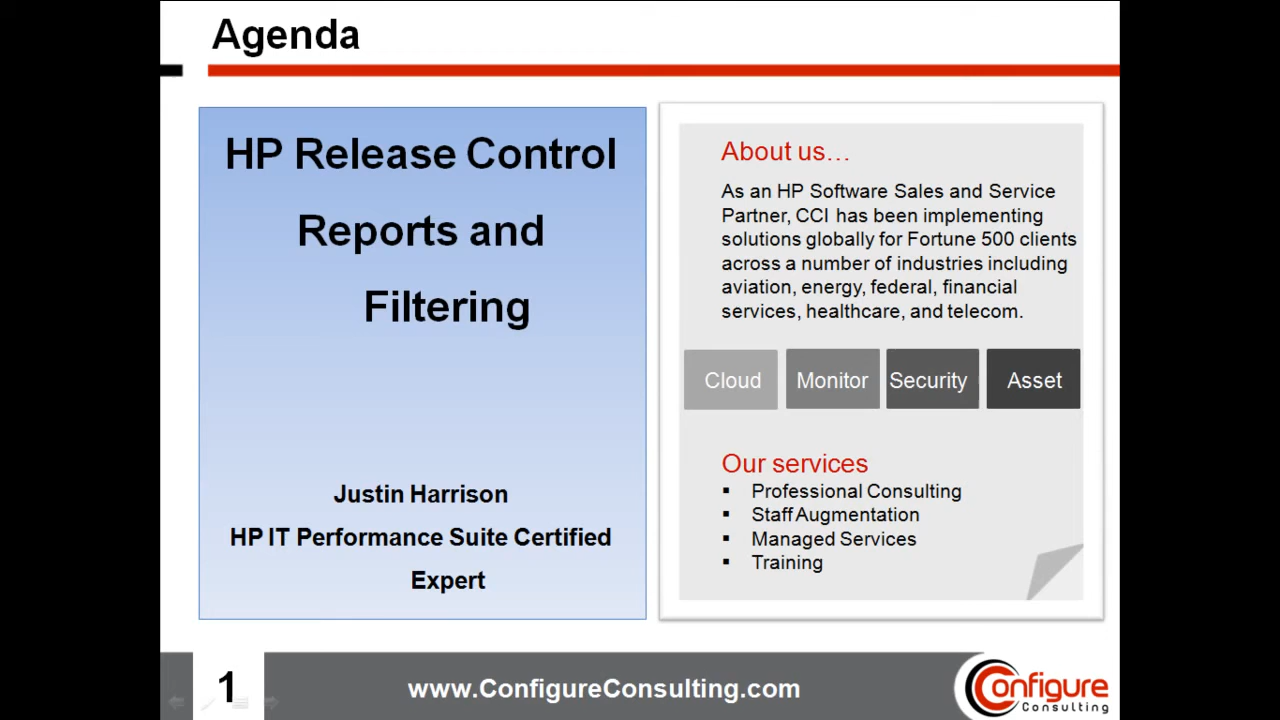 Agenda
HP Release Control
Reports and
Filtering
Justin Harrison
HP IT Performance Suite Certified
Expert
About us…
As an HP Software Sales and Service
Partner, CCI has been implementing
solutions globally for Fortune 500 clients
across a number of industries including
aviation, energy, federal, financial
services, healthcare, and telecom.
Cloud Monitor Security Asset
Our services
▪ Professional Consulting
▪ Staff Augmentation
▪ Managed Services
▪ Training
1
www.ConfigureConsulting.com
Configure
Consulting